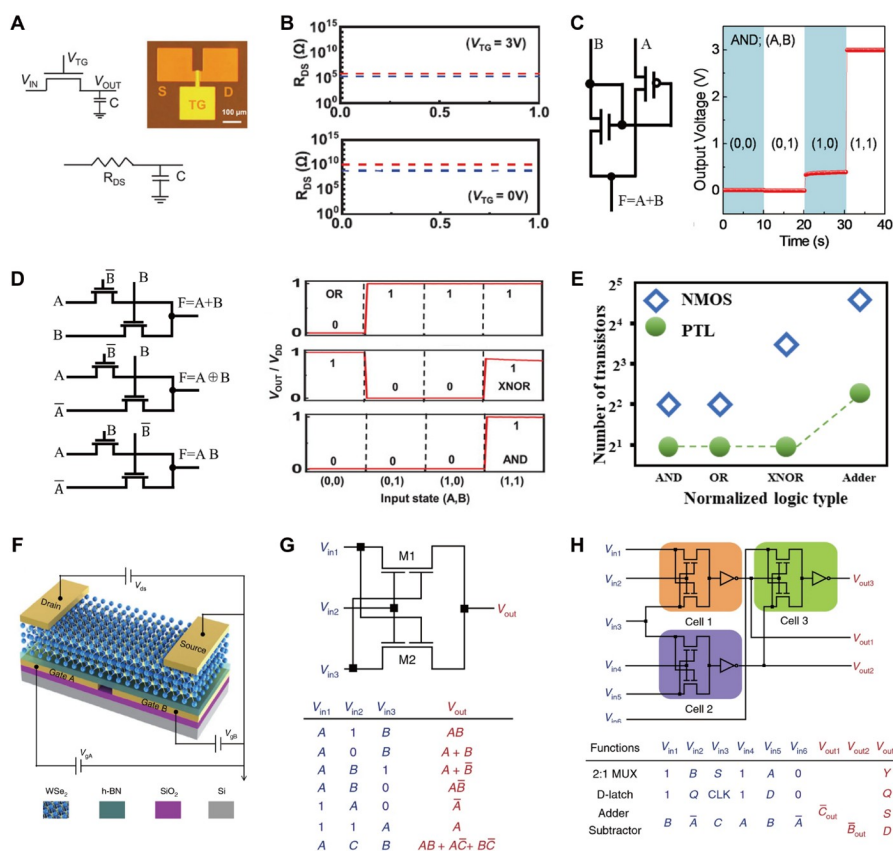 A
V_TG
V_IN
V_OUT
C
S
D
TG
100 μm
R_DS
C
B
R_DS (Ω)
10^15
10^10
10^5
10^0
(V_TG = 3V)
0.0 0.5 1.0
R_DS (Ω)
10^15
10^10
10^5
10^0
(V_TG = 0V)
0.0 0.5 1.0
C
B A
F=A+B
AND; (A,B)
Output Voltage (V)
3
2
1
0
(0,0) (0,1) (1,0) (1,1)
0 10 20 30 40
Time (s)
D
B̅ B
A
B
F=A+B
B̅ B
A
A̅
F=A⊕B
B B̅
A
A̅
F=A B
V_OUT / V_DD
1
0
OR
0 1 1 1
1
0
1 0 0 1
XNOR
1
0
0 0 0 1
AND
(0,0) (0,1) (1,0) (1,1)
Input state (A,B)
E
Number of transistors
2^5
2^4
2^3
2^2
2^1
NMOS
PTL
AND OR XNOR Adder
Normalized logic typle
F
Drain
V_ds
Source
Gate A
Gate B
V_gB
V_gA
WSe₂ h-BN SiO₂ Si
G
V_in1
M1
V_in2
V_out
V_in3
M2
V_in1 V_in2 V_in3 V_out
A 1 B AB
A 0 B A + B
A B 1 A + B̅
A B 0 AB̅
1 A 0 A̅
1 1 A A
A C B AB + AC̅ + BC̅
H
V_in1
V_in2
V_in3
V_in4
V_in5
V_in6
Cell 1
Cell 2
Cell 3
V_out3
V_out1
V_out2
Functions V_in1 V_in2 V_in3 V_in4 V_in5 V_in6 V_out1 V_out2 V_out
2:1 MUX 1 B S 1 A 0 Y
D-latch 1 Q CLK 1 D 0 Q
Adder B A̅ C A B A̅ C̅_out S
Subtractor B̅_out D